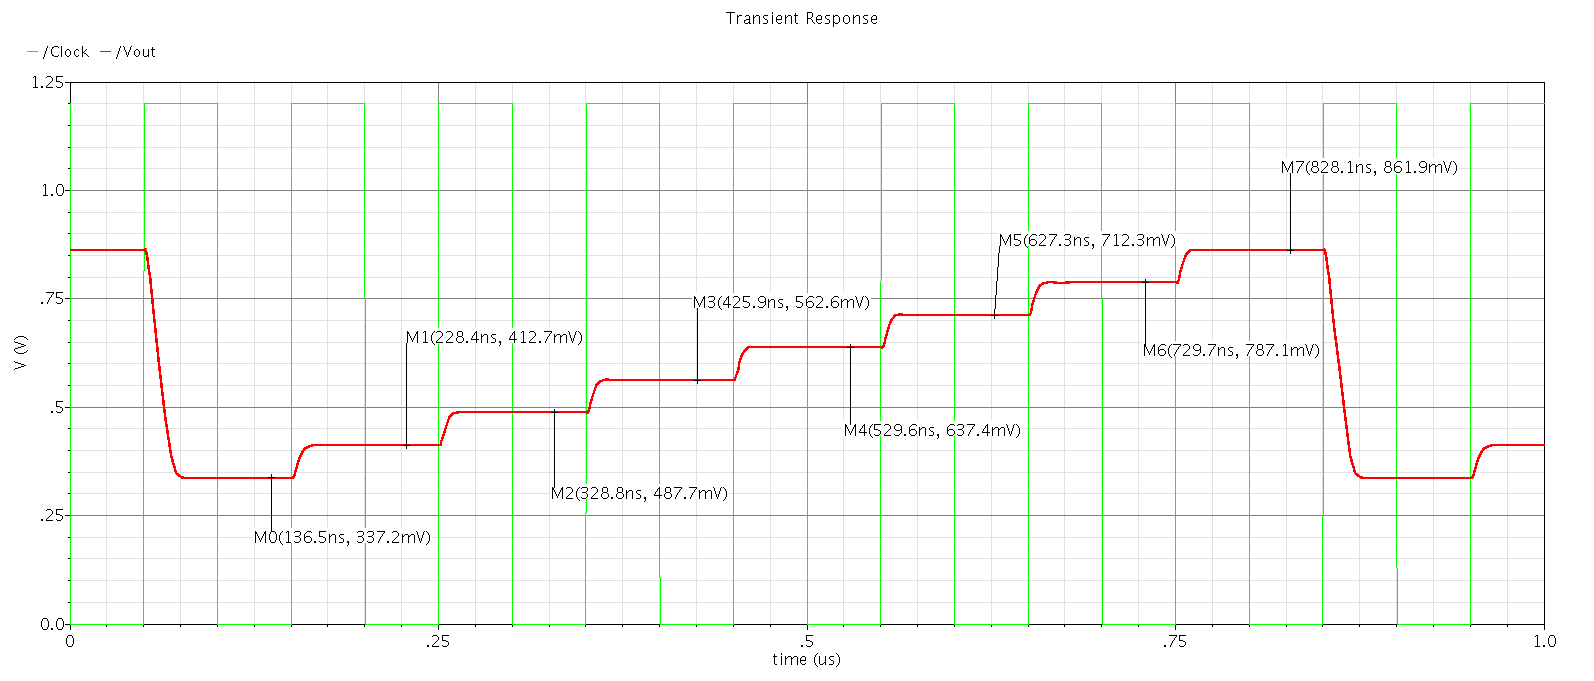 Transient Response
/Clock /Vout
1.25
1.0
.75
.5
.25
0.0
V (V)
M7(828.1ns, 861.9mV)
M5(627.3ns, 712.3mV)
M3(425.9ns, 562.6mV)
M1(228.4ns, 412.7mV)
M6(729.7ns, 787.1mV)
M4(529.6ns, 637.4mV)
M2(328.8ns, 487.7mV)
M0(136.5ns, 337.2mV)
0 .25 .5 .75 1.0
time (us)